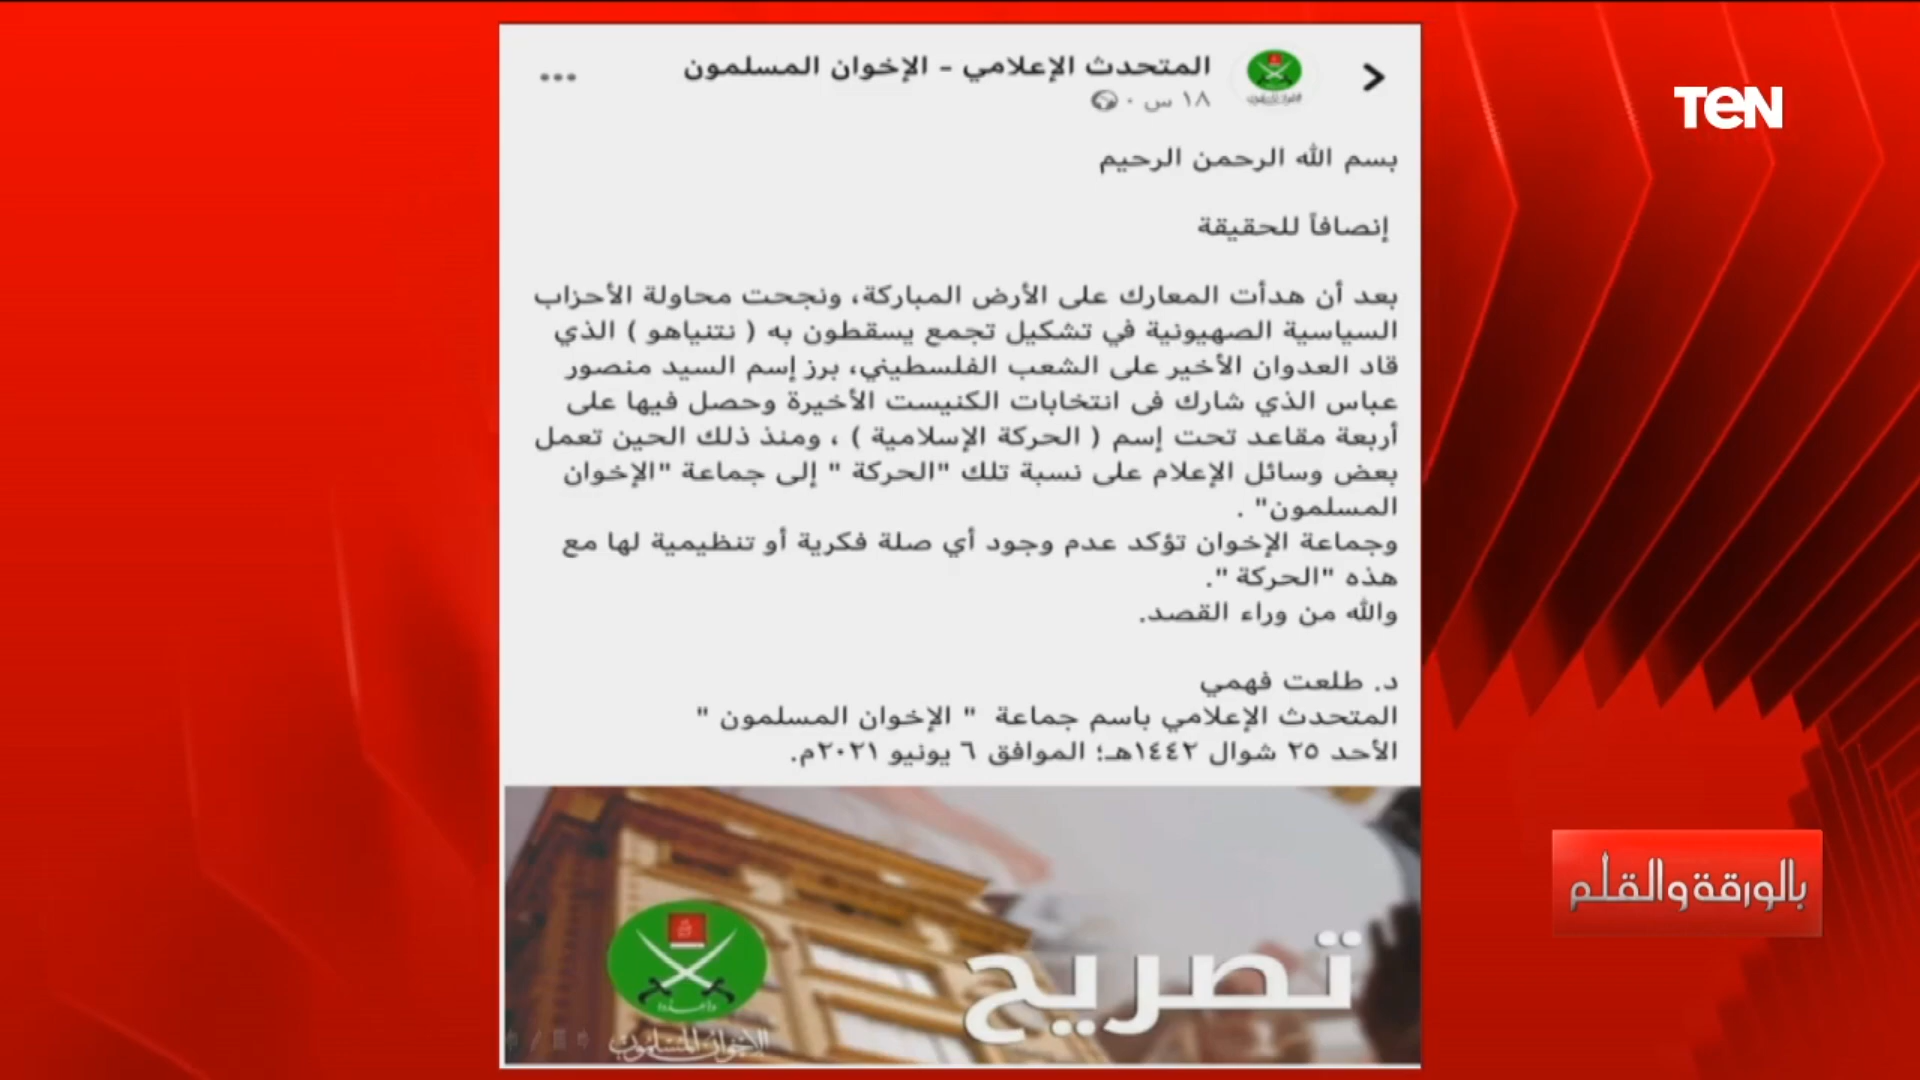 المتحدث الإعلامي - الإخوان المسلمون
١٨ س ·
TeN
بسم الله الرحمن الرحيم
إنصافاً للحقيقة
بعد أن هدأت المعارك على الأرض المباركة، ونجحت محاولة الأحزاب
السياسية الصهيونية في تشكيل تجمع يسقطون به ( نتنياهو ) الذي
قاد العدوان الأخير على الشعب الفلسطيني، برز إسم السيد منصور
عباس الذي شارك فى انتخابات الكنيست الأخيرة وحصل فيها على
أربعة مقاعد تحت إسم ( الحركة الإسلامية ) ، ومنذ ذلك الحين تعمل
بعض وسائل الإعلام على نسبة تلك "الحركة " إلى جماعة "الإخوان
المسلمون" .
وجماعة الإخوان تؤكد عدم وجود أي صلة فكرية أو تنظيمية لها مع
هذه "الحركة ".
والله من وراء القصد.
د. طلعت فهمي
المتحدث الإعلامي باسم جماعة " الإخوان المسلمون "
الأحد ٢٥ شوال ١٤٤٢هـ؛ الموافق ٦ يونيو ٢٠٢١م.
بالورقة والقلم
تصريح
وأعدوا
الإخوان المسلمون